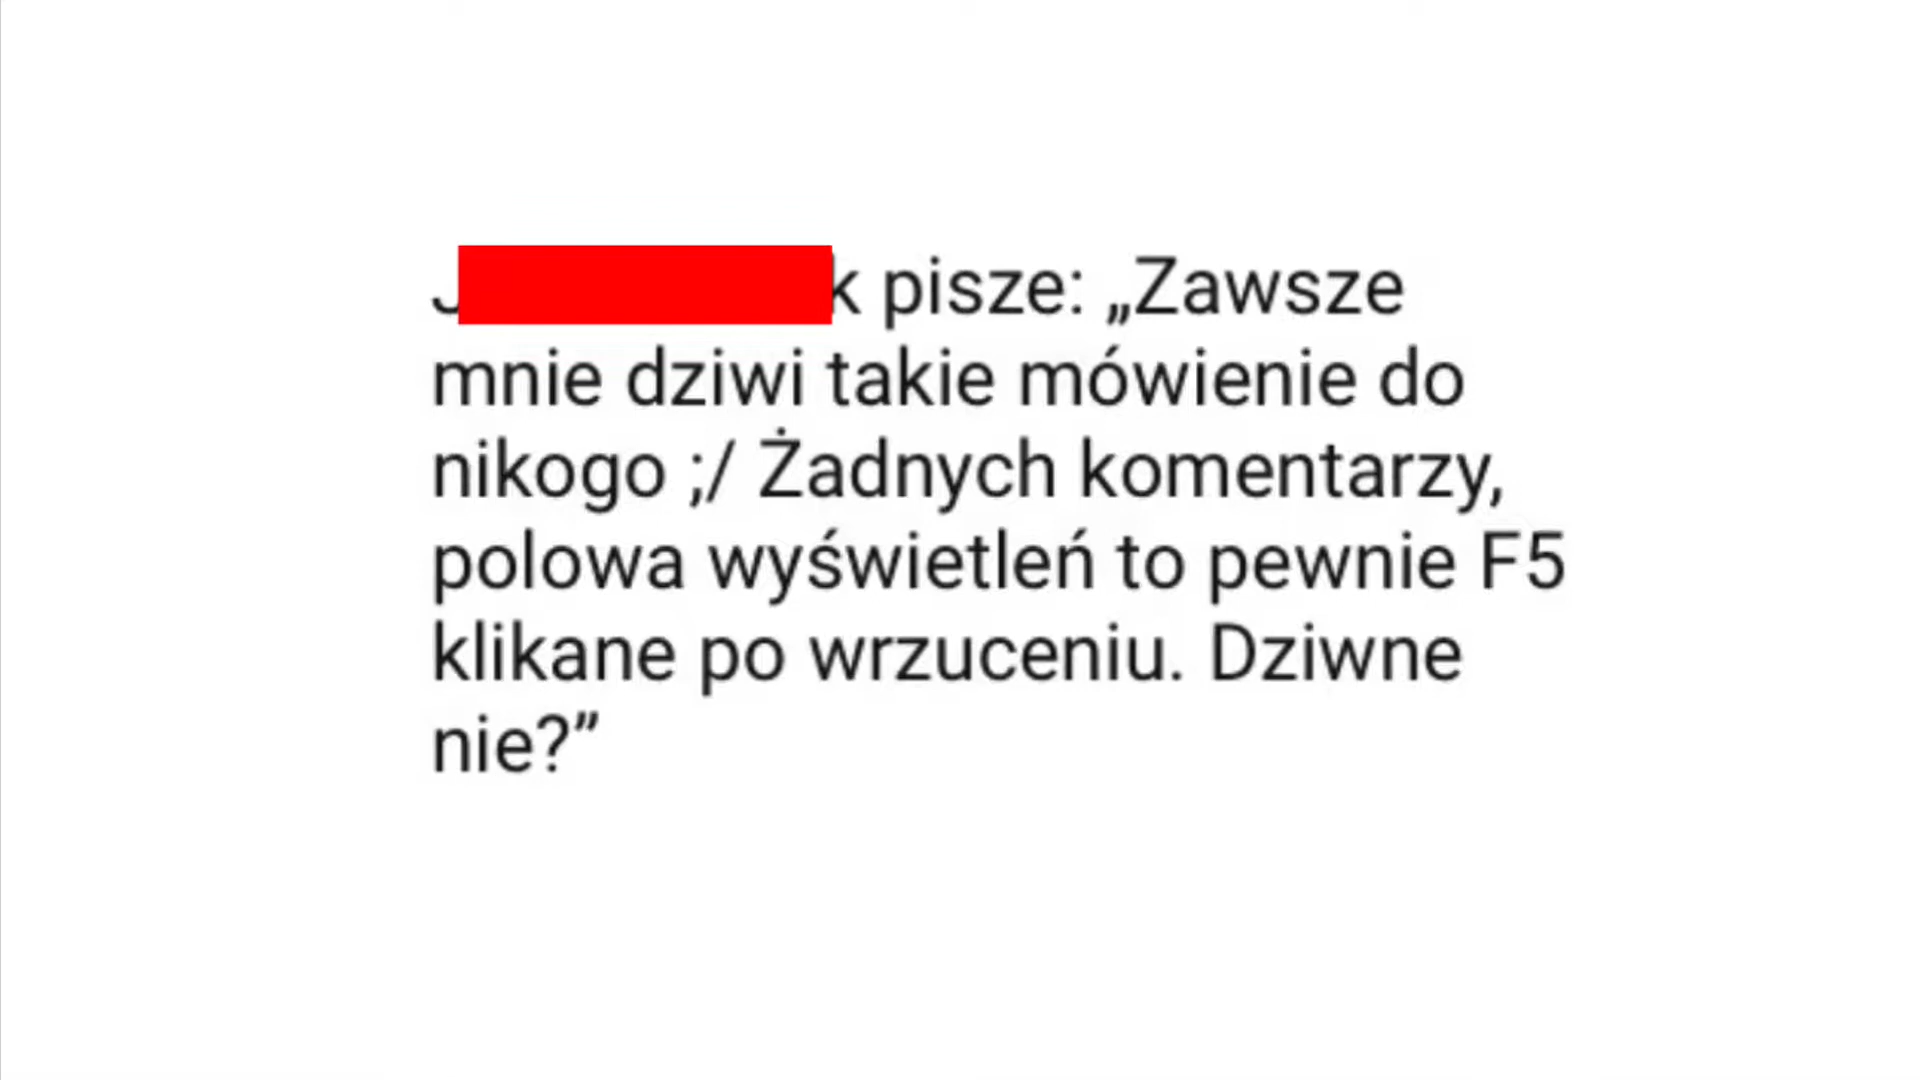 pisze: „Zawsze
mnie dziwi takie mówienie do
nikogo ;/ Żadnych komentarzy,
polowa wyświetleń to pewnie F5
klikane po wrzuceniu. Dziwne
nie?”